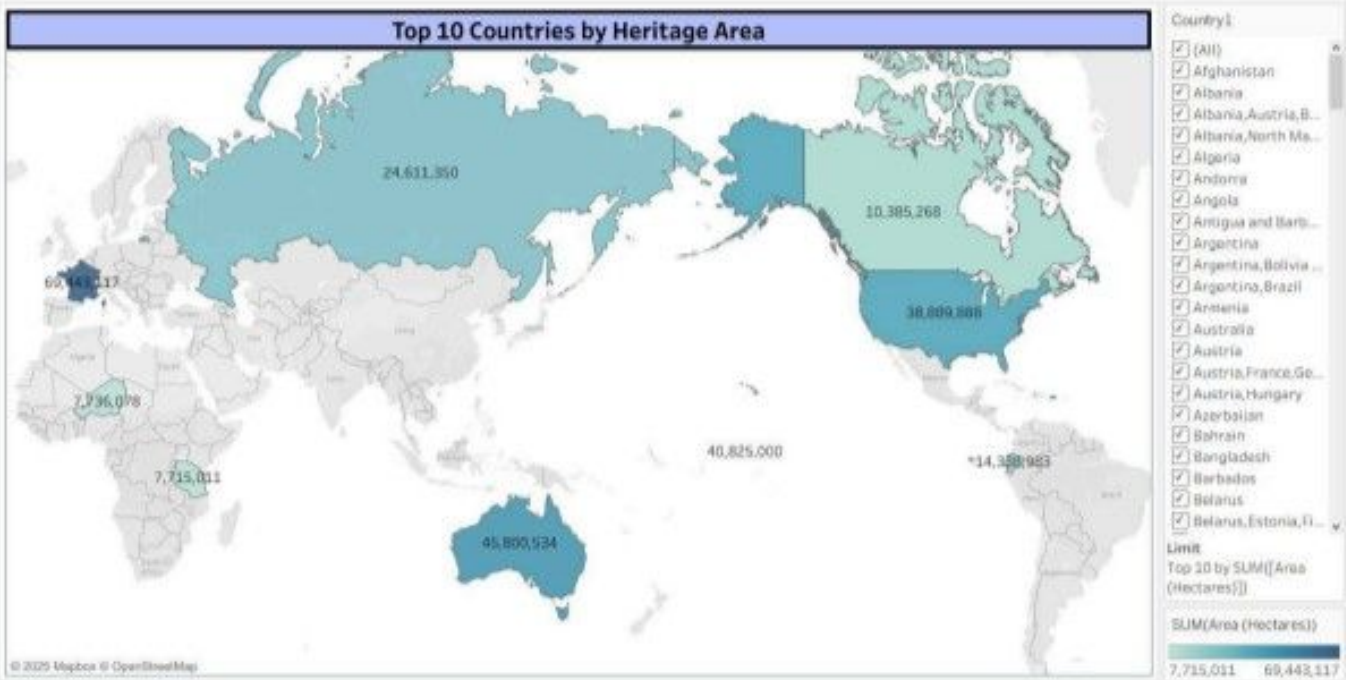 Top 10 Countries by Heritage Area
24,611,350
10,385,268
69,443,117
38,889,888
7,736,078
40,825,000
7,715,011
45,800,534
© 2025 Mapbox © OpenStreetMap
Country1
(All)
Afghanistan
Albania
Albania,Austria,B...
Albania,North Ma...
Algeria
Andorra
Angola
Antigua and Barb...
Argentina
Argentina,Bolivia ...
Argentina,Brazil
Armenia
Australia
Austria
Austria,France,Ge...
Austria,Hungary
Azerbaijan
Bahrain
Bangladesh
Barbados
Belarus
Belarus,Estonia,Fi...
Limit
Top 10 by SUM([Area
(Hectares)])
SUM(Area (Hectares))
7,715,011 69,443,117